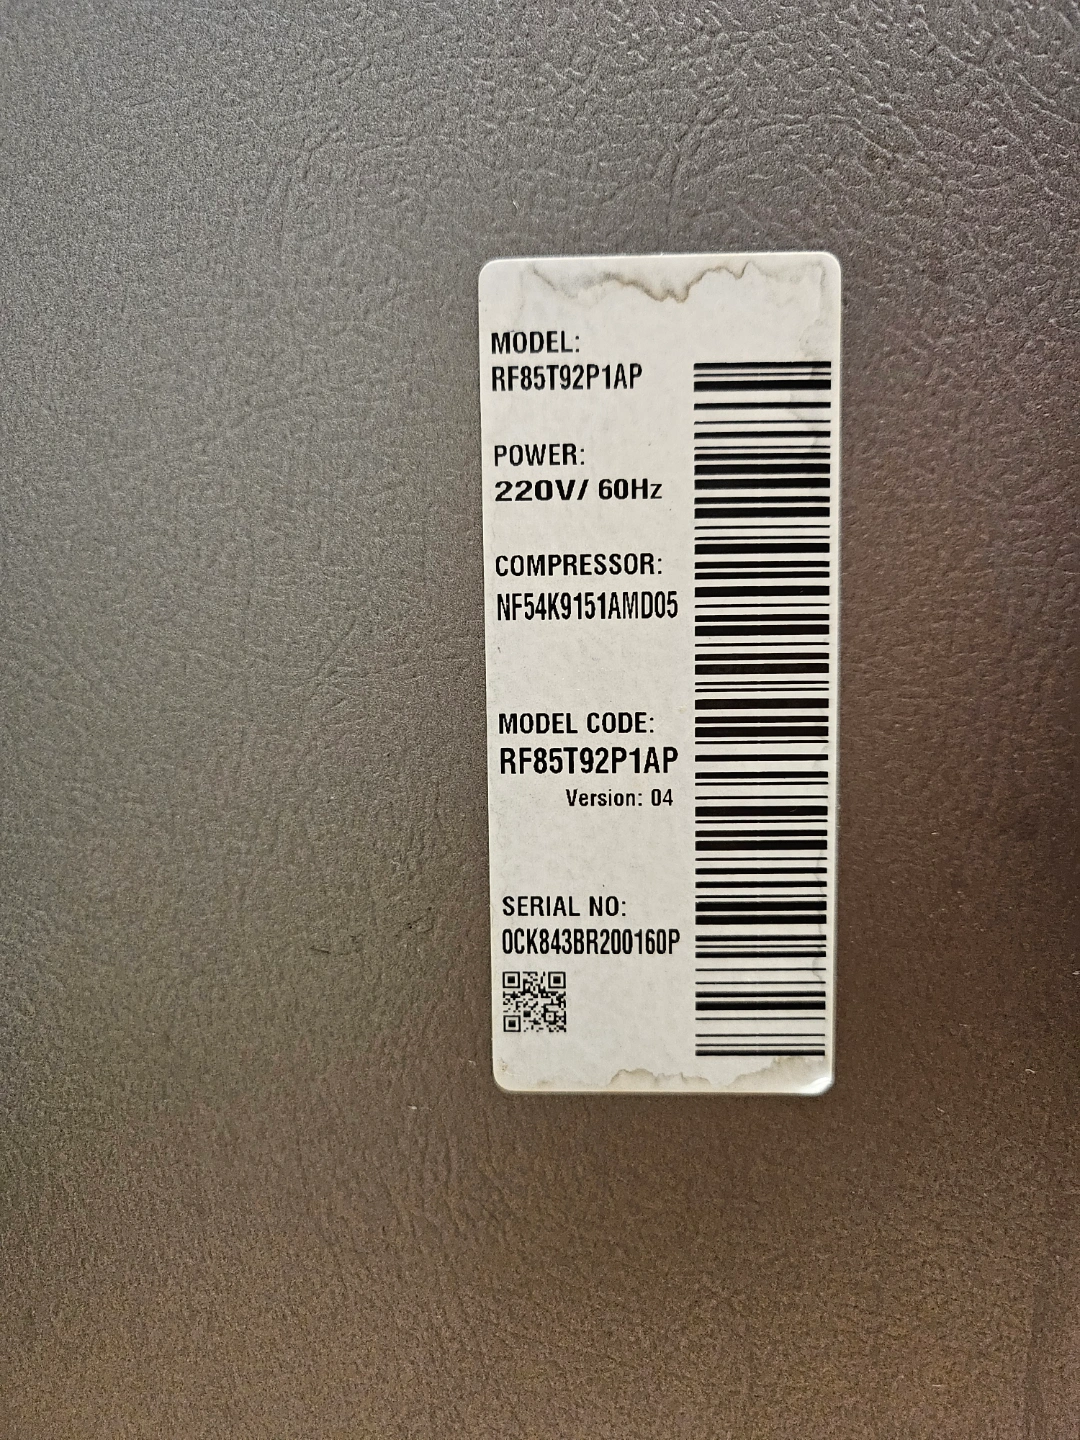 MODEL:
RF85T92P1AP
POWER:
220V/ 60Hz
COMPRESSOR:
NF54K9151AMD05
MODEL CODE:
RF85T92P1AP
Version: 04
SERIAL NO:
0CK843BR200160P